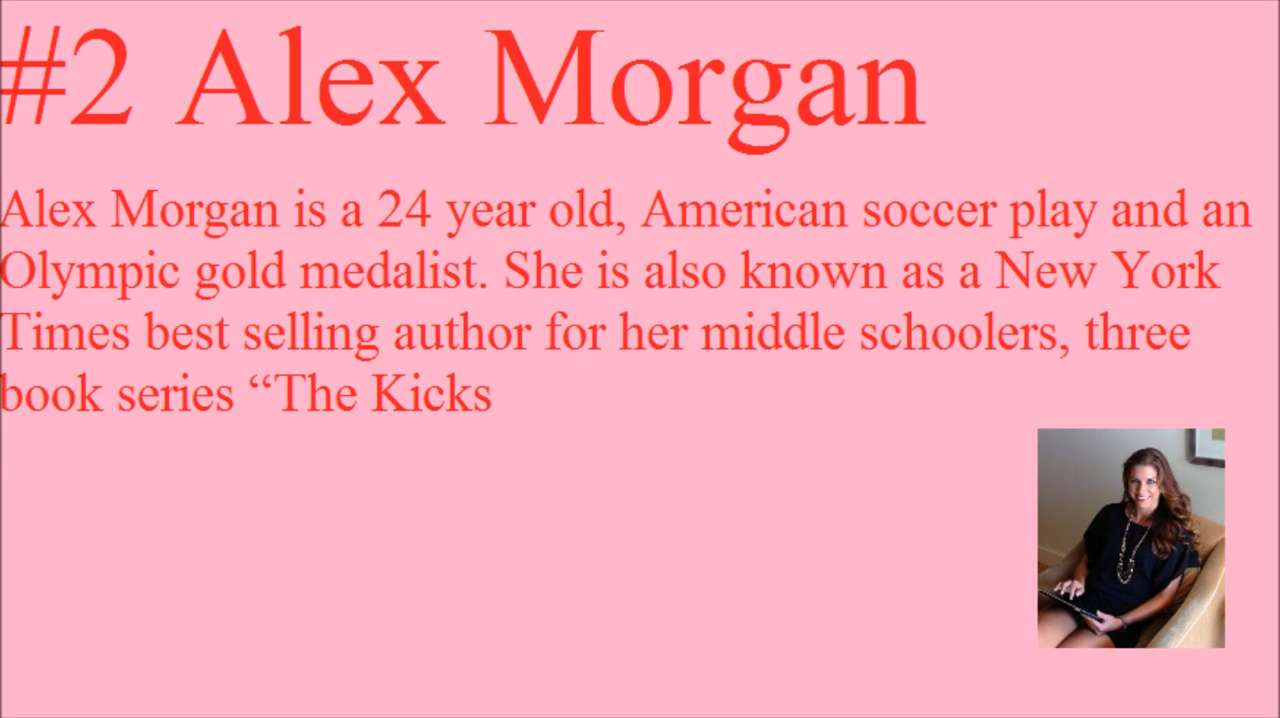 #2 Alex Morgan
Alex Morgan is a 24 year old, American soccer play and an
Olympic gold medalist. She is also known as a New York
Times best selling author for her middle schoolers, three
book series “The Kicks